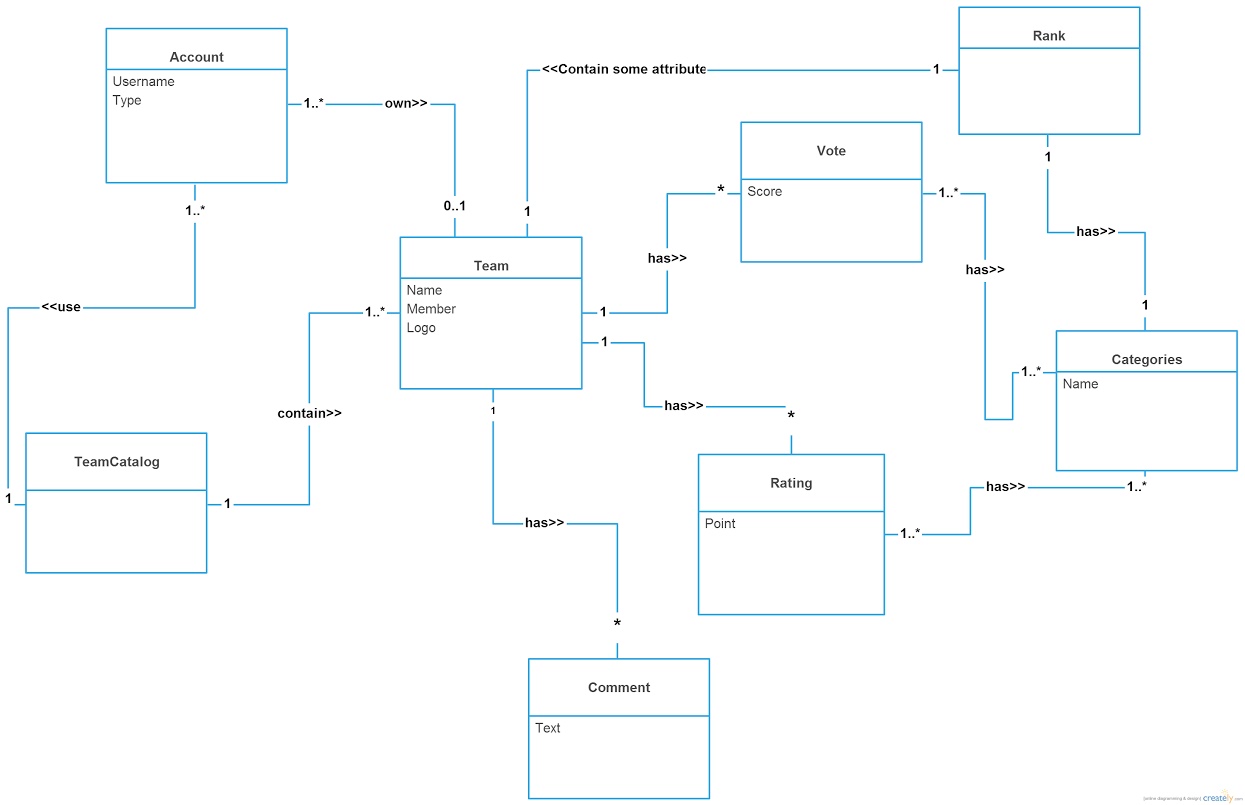 Account
Username
Type
1..*
own>>
0..1
1..*
<<use
1
<<Contain some attribute
1
1
Rank
1
has>>
1
Vote
Score
*
has>>
1
1..*
has>>
1..*
Team
Name
Member
Logo
1..*
contain>>
1
TeamCatalog
1
has>>
*
Categories
Name
1..*
has>>
1..*
Rating
Point
1
has>>
*
Comment
Text
[online diagramming & design] creately.com